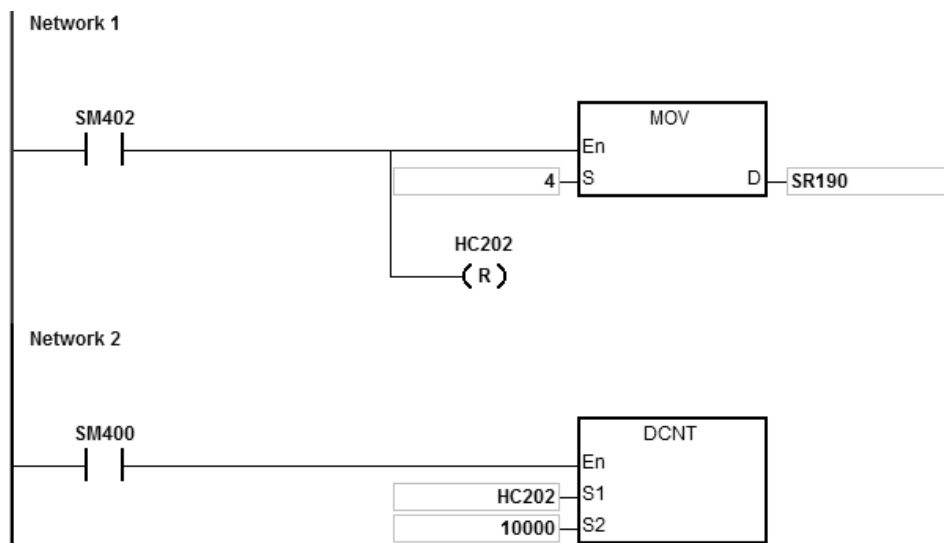 Network 1
SM402
MOV
En
4 S D SR190
HC202
( R )
Network 2
SM400
DCNT
En
HC202 S1
10000 S2